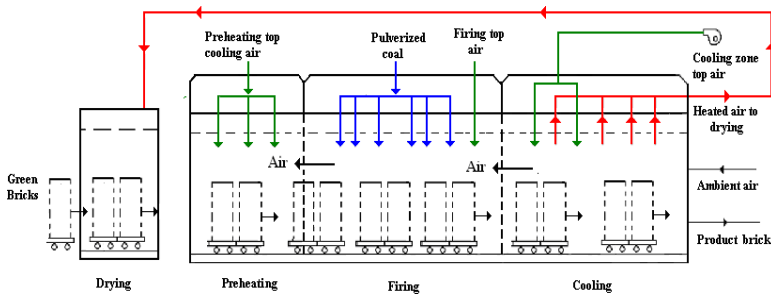 Preheating top
cooling air
Pulverized
coal
Firing top
air
Cooling zone
top air
Heated air to
drying
Air
Air
Green
Bricks
Ambient air
Product brick
Drying
Preheating
Firing
Cooling